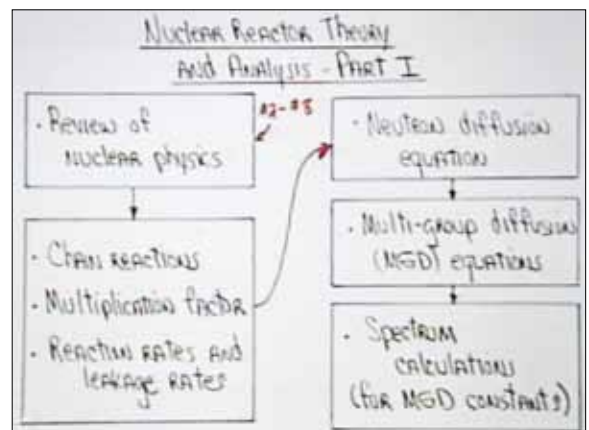 Nuclear Reactor Theory
and Analysis - Part I
• Review of
nuclear physics
#2-#3
• Chain reactions
• Multiplication factor
• Reaction rates and
leakage rates
• Neutron diffusion
equation
• Multi-group diffusion
(MGD) equations
• Spectrum
calculations
(for MGD constants)